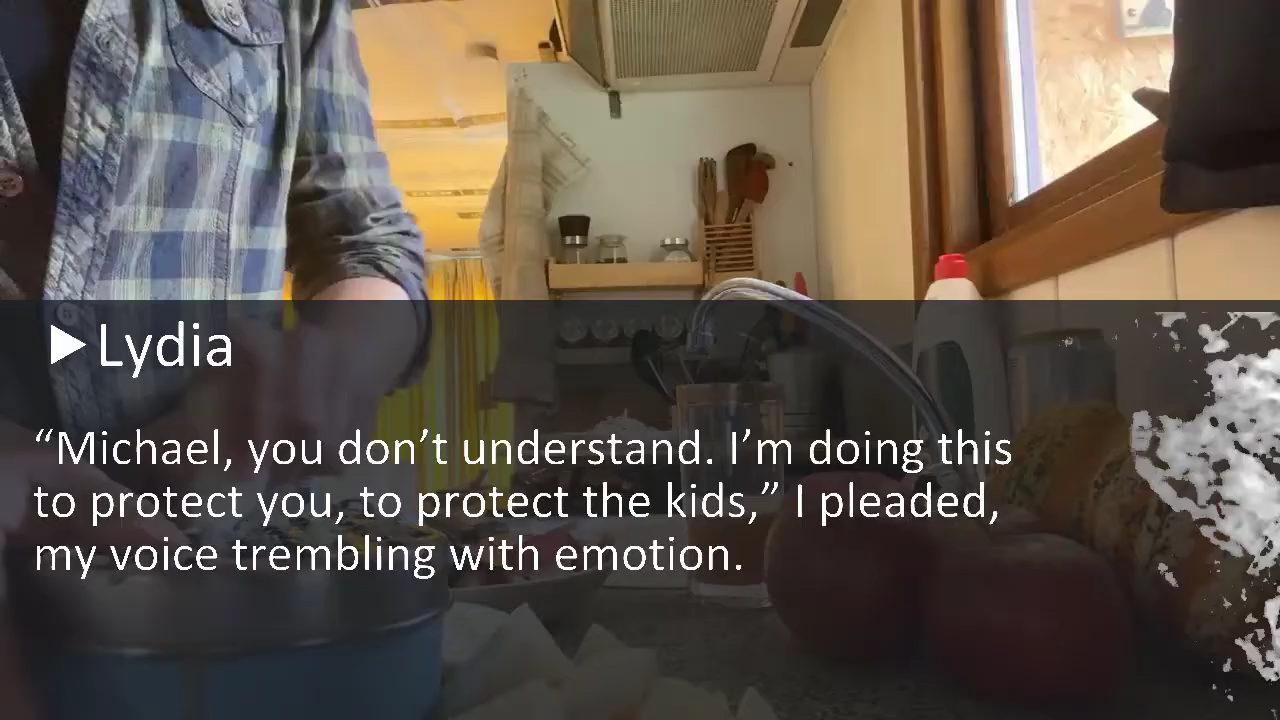 ▶Lydia
“Michael, you don’t understand. I’m doing this
to protect you, to protect the kids,” I pleaded,
my voice trembling with emotion.